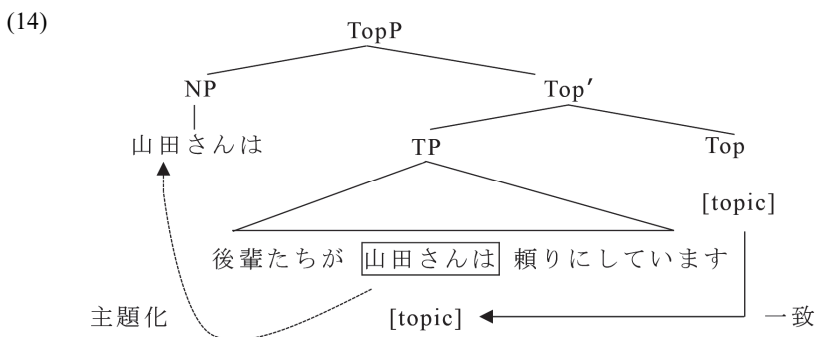 (14)
TopP
NP Top′
山田さんは TP Top
[topic]
後輩たちが 山田さんは 頼りにしています
主題化 [topic] 一致